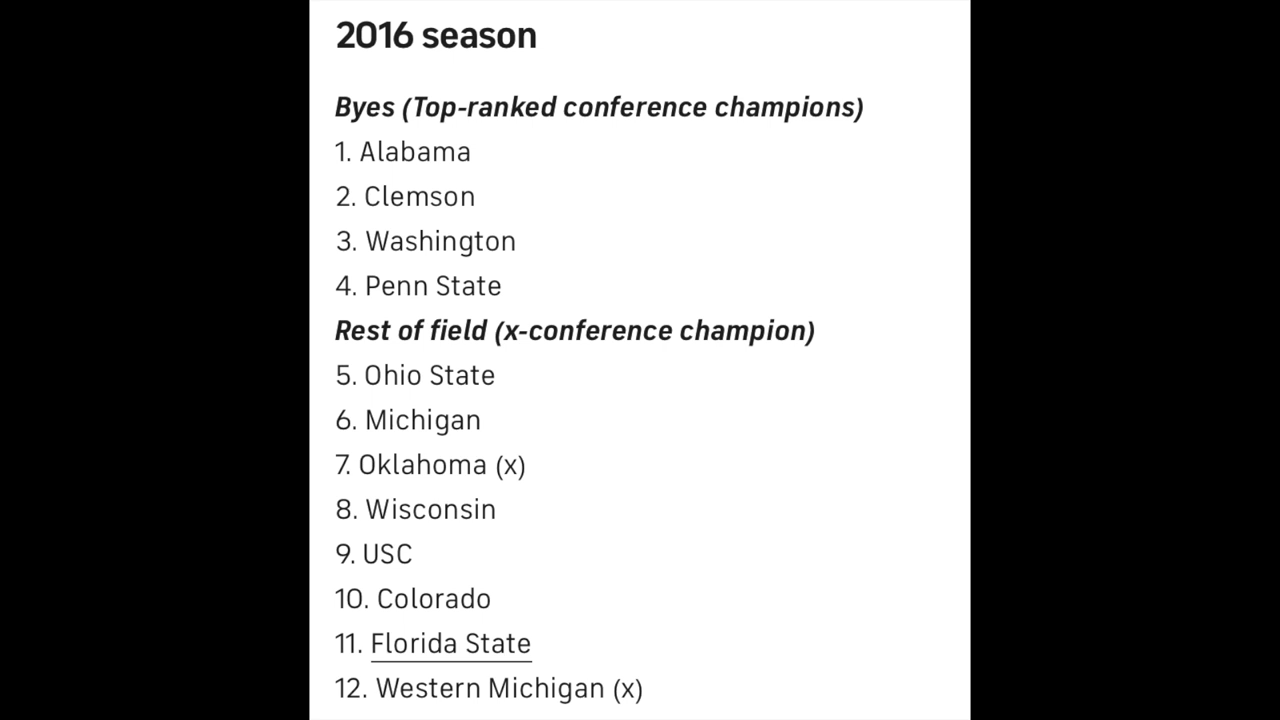 2016 season
Byes (Top-ranked conference champions)
1. Alabama
2. Clemson
3. Washington
4. Penn State
Rest of field (x-conference champion)
5. Ohio State
6. Michigan
7. Oklahoma (x)
8. Wisconsin
9. USC
10. Colorado
11. Florida State
12. Western Michigan (x)